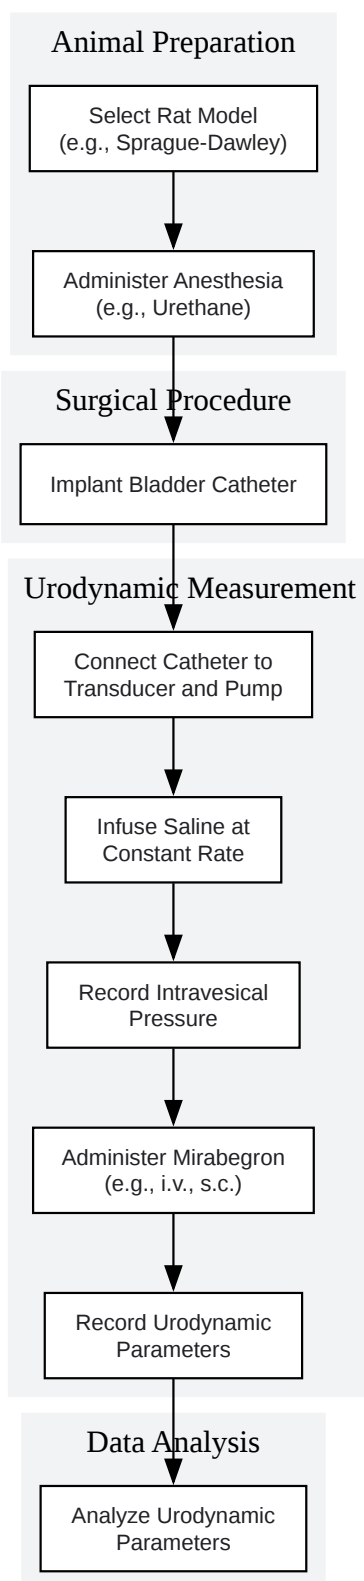 Animal Preparation
Select Rat Model
(e.g., Sprague-Dawley)
Administer Anesthesia
(e.g., Urethane)
Surgical Procedure
Implant Bladder Catheter
Urodynamic Measurement
Connect Catheter to
Transducer and Pump
Infuse Saline at
Constant Rate
Record Intravesical
Pressure
Administer Mirabegron
(e.g., i.v., s.c.)
Record Urodynamic
Parameters
Data Analysis
Analyze Urodynamic
Parameters